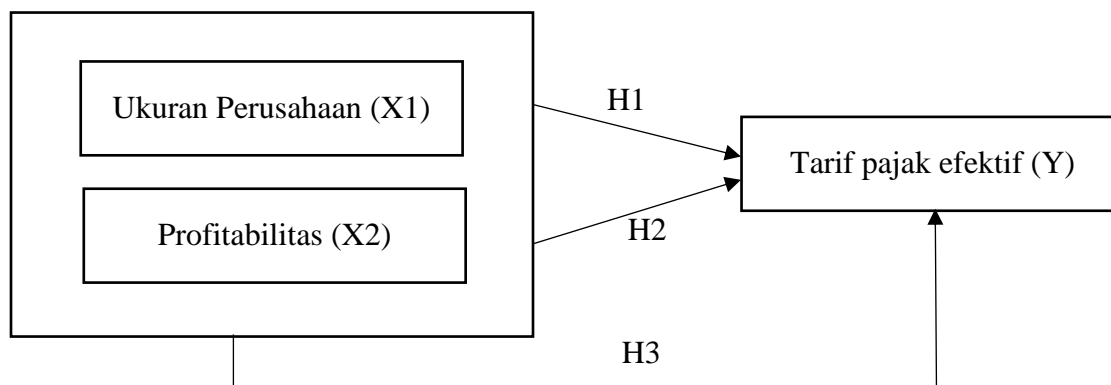 Ukuran Perusahaan (X1)
H1
Tarif pajak efektif (Y)
Profitabilitas (X2)
H2
H3